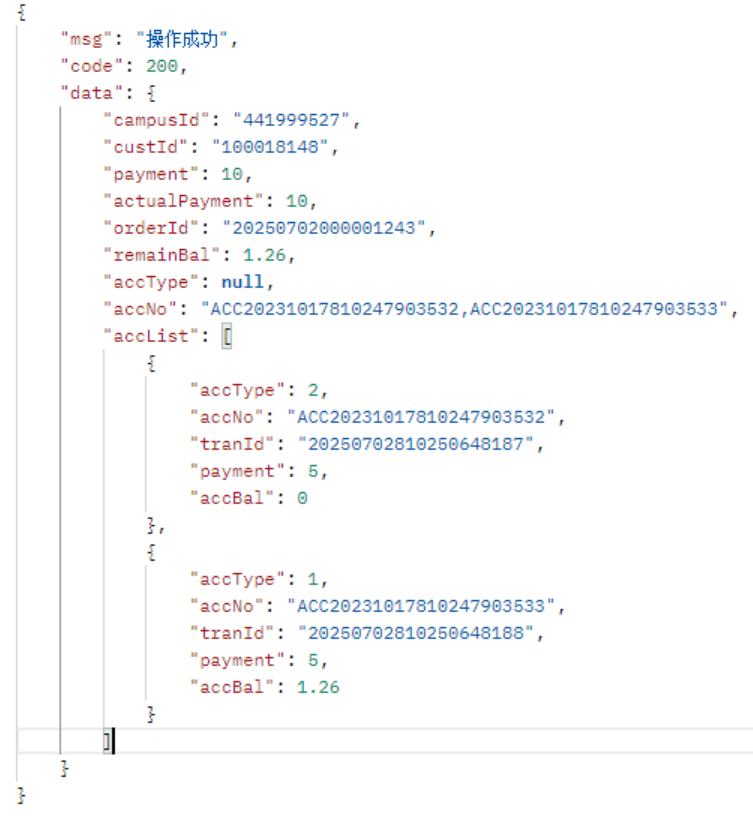 {
"msg": "操作成功",
"code": 200,
"data": {
"campusId": "441999527",
"custId": "100018148",
"payment": 10,
"actualPayment": 10,
"orderId": "20250702000001243",
"remainBal": 1.26,
"accType": null,
"accNo": "ACC20231017810247903532,ACC20231017810247903533",
"accList": [
{
"accType": 2,
"accNo": "ACC20231017810247903532",
"tranId": "20250702810250648187",
"payment": 5,
"accBal": 0
},
{
"accType": 1,
"accNo": "ACC20231017810247903533",
"tranId": "20250702810250648188",
"payment": 5,
"accBal": 1.26
}
]
}
}